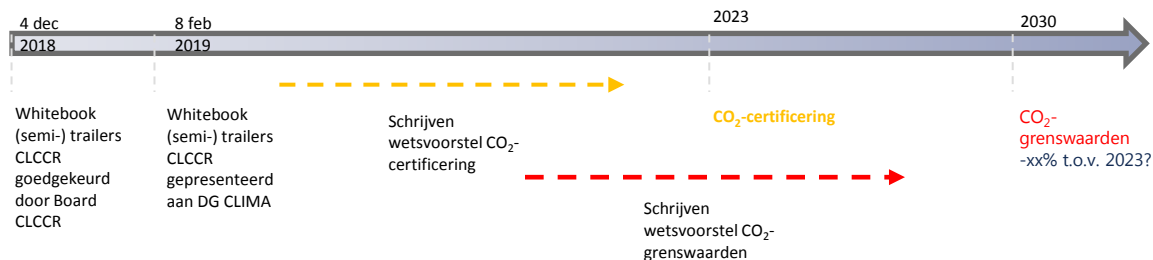 4 dec
2018
8 feb
2019
2023
2030
Whitebook
(semi-) trailers
CLCCR
goedgekeurd
door Board
CLCCR
Whitebook
(semi-) trailers
CLCCR
gepresenteerd
aan DG CLIMA
Schrijven
wetsvoorstel CO₂-
certificering
CO₂-certificering
CO₂-
grenswaarden
-xx% t.o.v. 2023?
Schrijven
wetsvoorstel CO₂-
grenswaarden